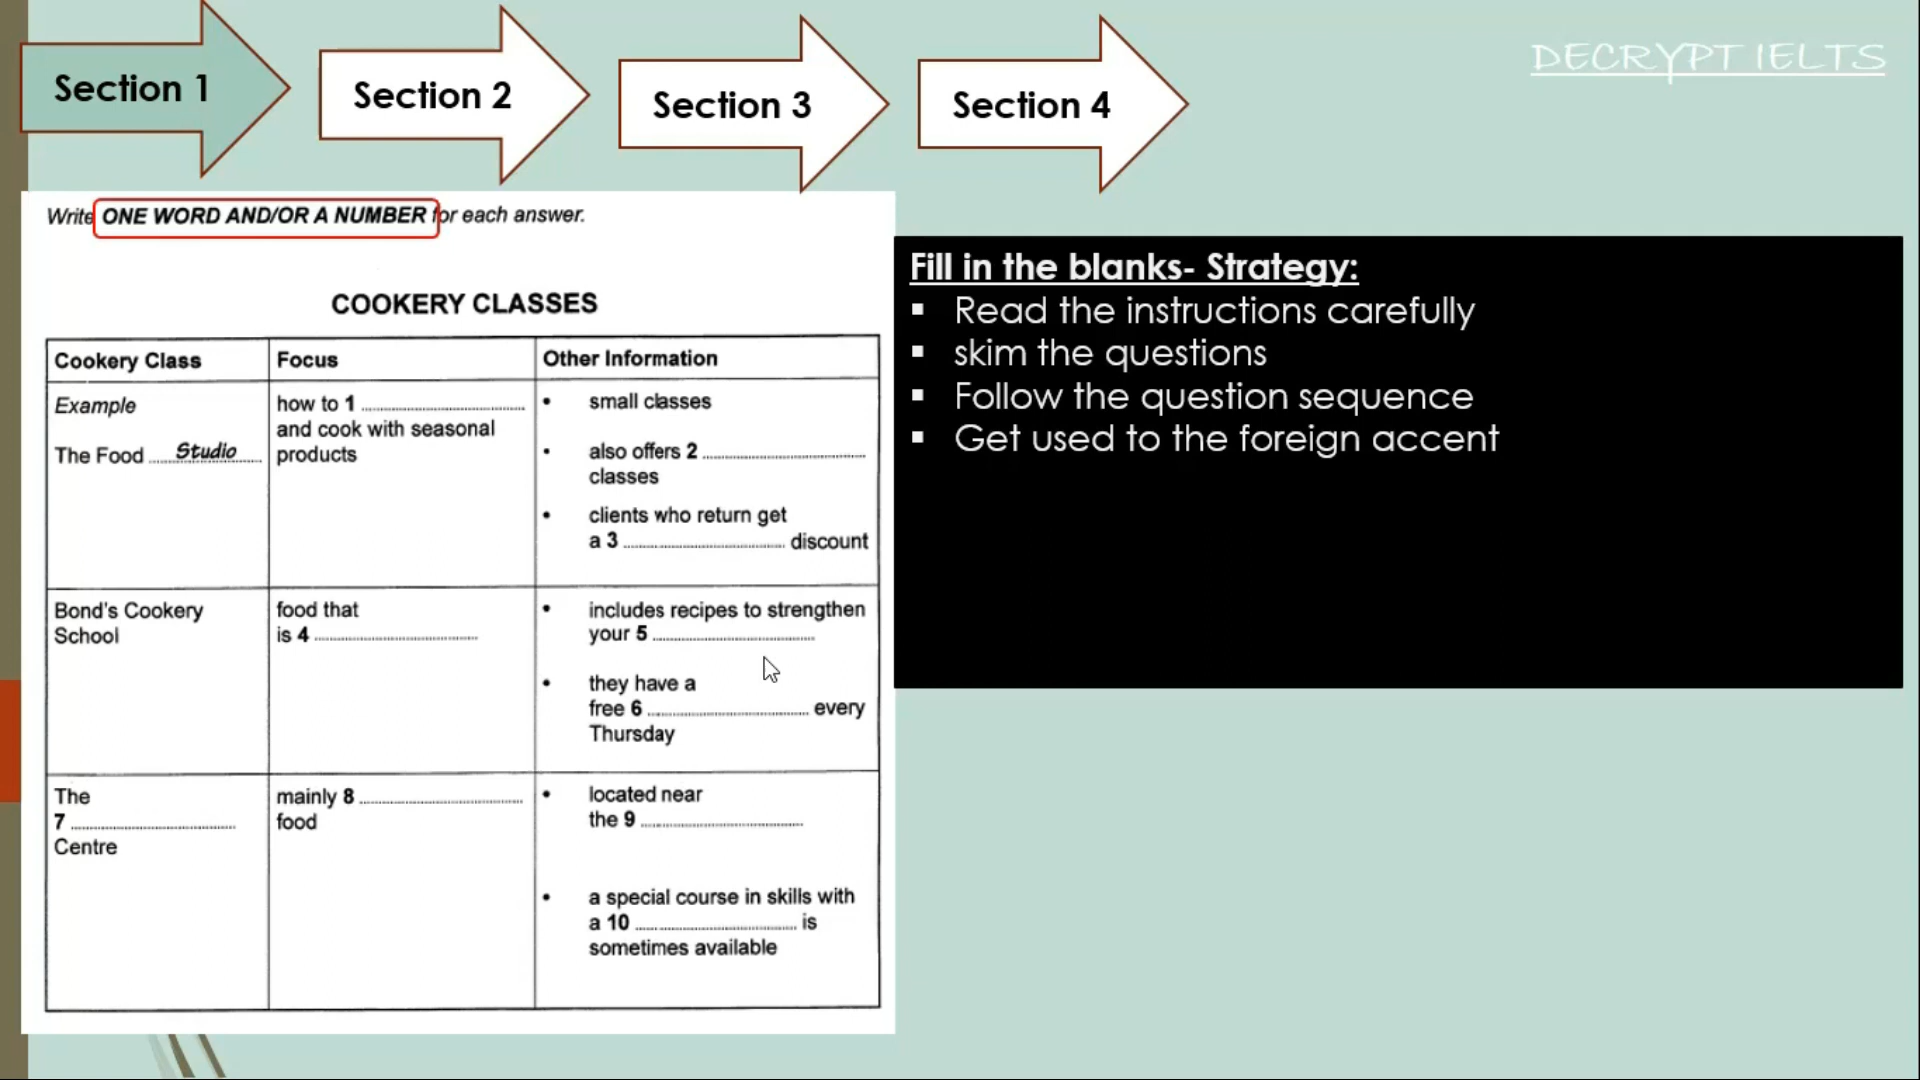 Section 1
Section 2
Section 3
Section 4
DECRYPT IELTS
Write ONE WORD AND/OR A NUMBER for each answer.
COOKERY CLASSES
Cookery Class
Focus
Other Information
Example
The Food Studio
how to 1
and cook with seasonal
products
• small classes
• also offers 2
classes
• clients who return get
a 3 discount
Bond's Cookery
School
food that
is 4
• includes recipes to strengthen
your 5
• they have a
free 6 every
Thursday
The
7
Centre
mainly 8
food
• located near
the 9
• a special course in skills with
a 10 is
sometimes available
Fill in the blanks- Strategy:
▪ Read the instructions carefully
▪ skim the questions
▪ Follow the question sequence
▪ Get used to the foreign accent